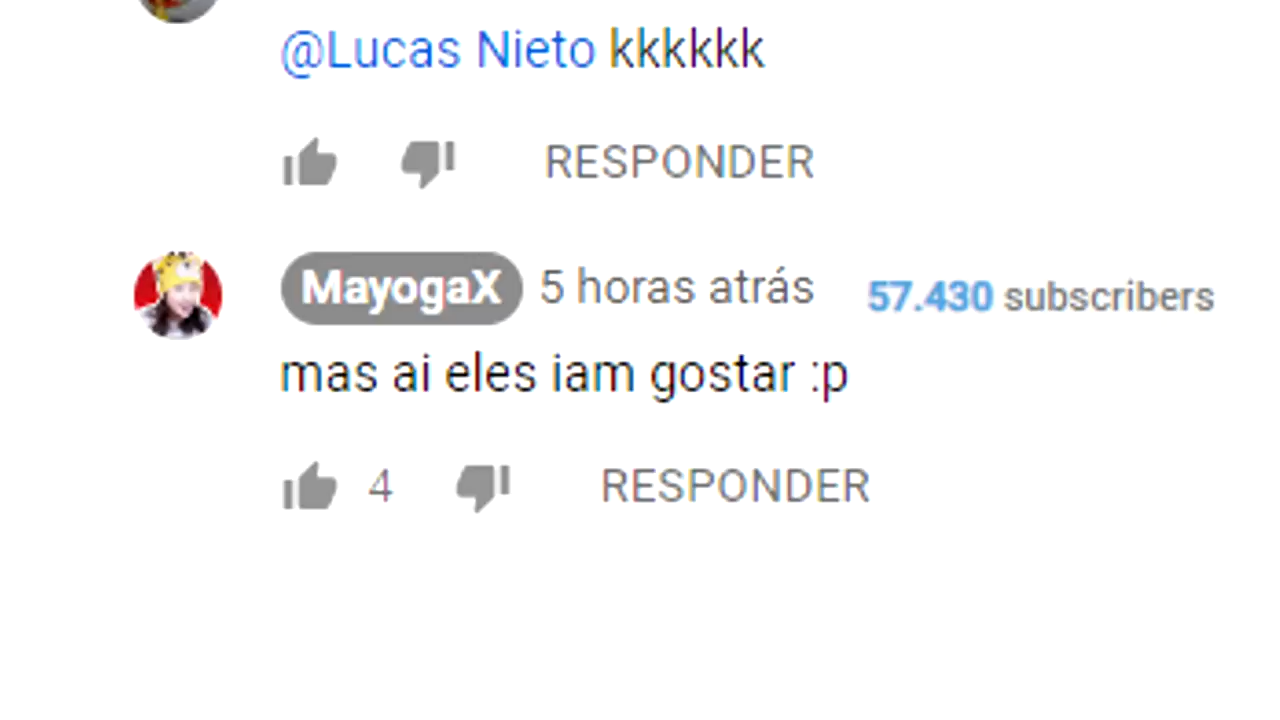 @Lucas Nieto kkkkkk
RESPONDER
MayogaX 5 horas atrás 57.430 subscribers
mas ai eles iam gostar :p
4 RESPONDER